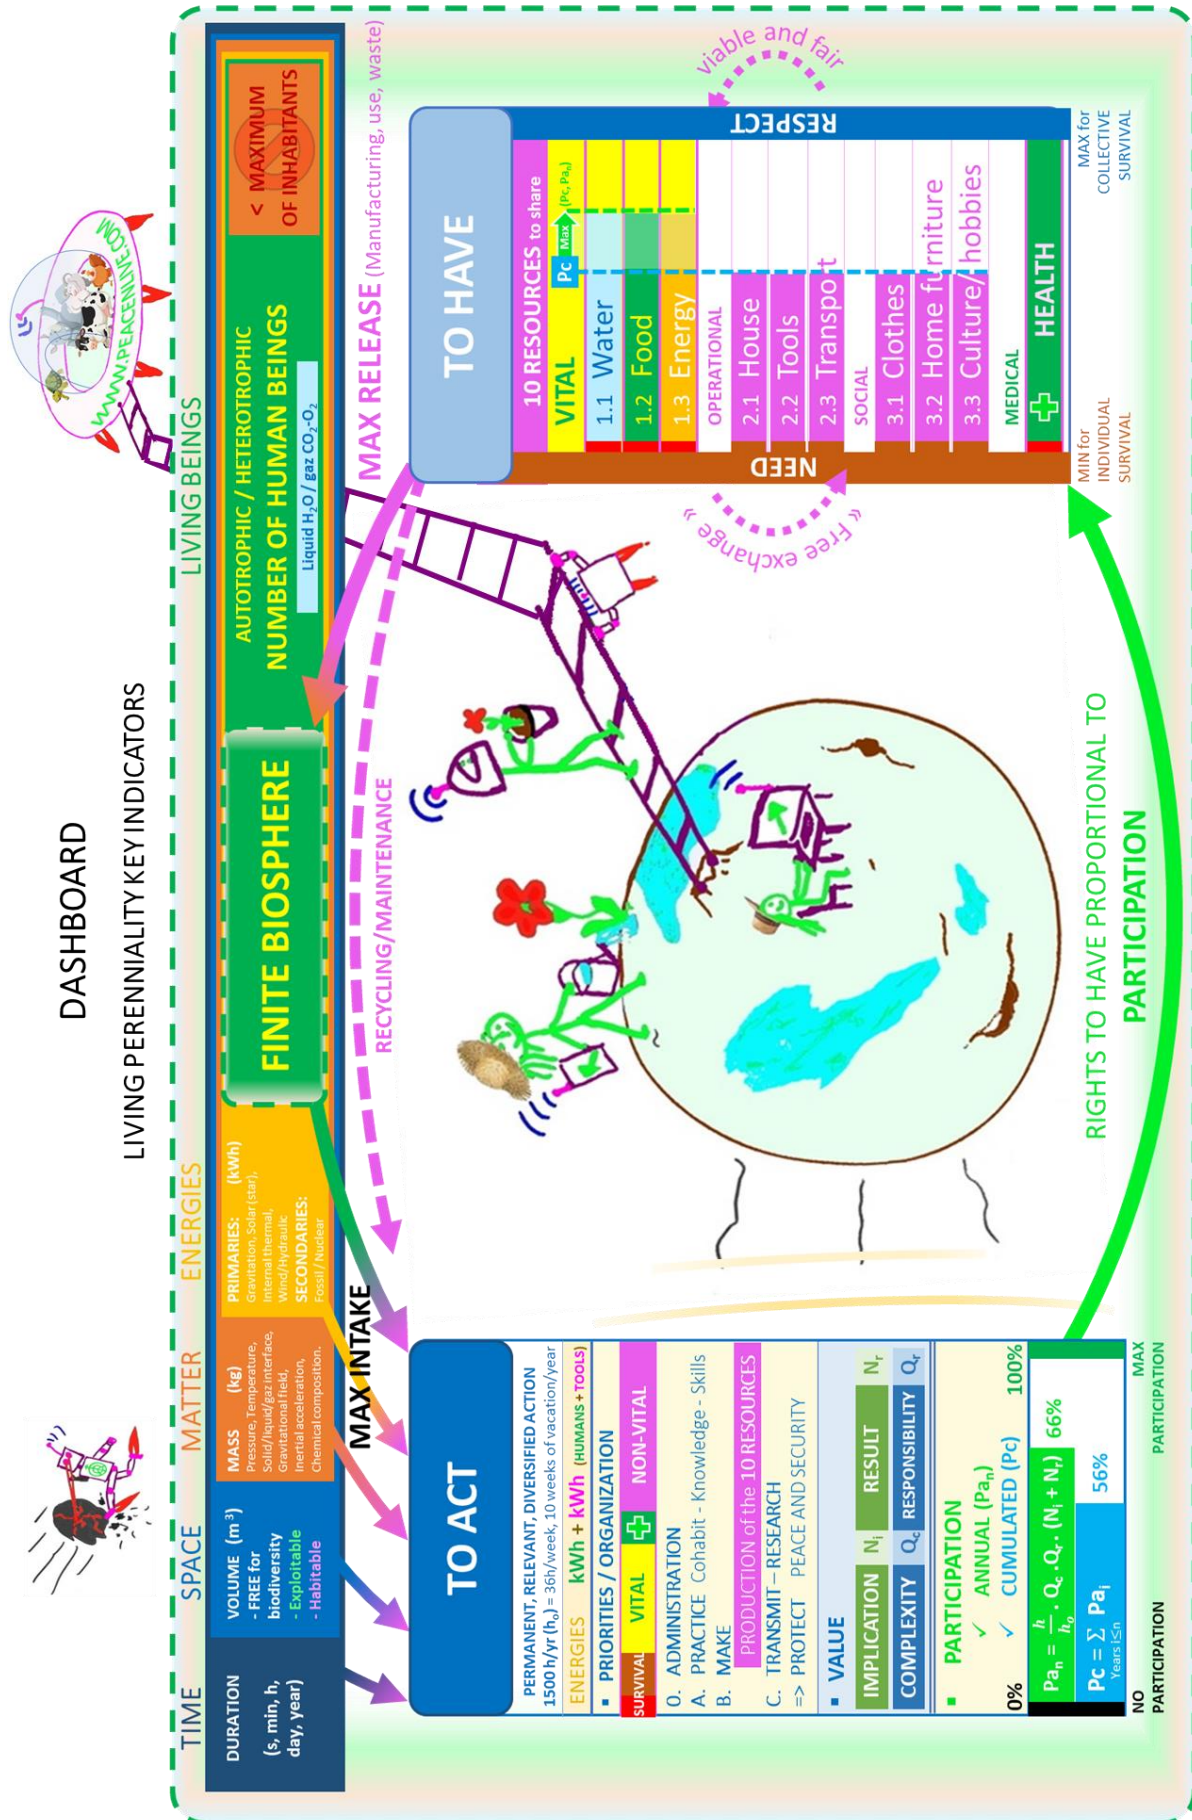 DASHBOARD
LIVING PERENNIALITY KEY INDICATORS
WWW.PEACENLIVE.COM
TIME
SPACE
MATTER
ENERGIES
LIVING BEINGS
DURATION
(s, min, h,
day, year)
VOLUME (m³)
- FREE for
biodiversity
- Exploitable
- Habitable
MASS (kg)
Pressure, Temperature,
Solid/liquid/gaz interface,
Gravitational field,
Inertial acceleration,
Chemical composition.
PRIMARIES: (kWh)
Gravitation, Solar (star),
Internal thermal,
Wind/Hydraulic
SECONDARIES:
Fossil / Nuclear
FINITE BIOSPHERE
AUTOTROPHIC / HETEROTROPHIC
NUMBER OF HUMAN BEINGS
Liquid H₂O / gaz CO₂-O₂
< MAXIMUM
OF INHABITANTS
MAX INTAKE
MAX RELEASE (Manufacturing, use, waste)
RECYCLING/MAINTENANCE
TO ACT
PERMANENT, RELEVANT, DIVERSIFIED ACTION
1500 h/yr (hₒ) = 36h/week, 10 weeks of vacation/year
ENERGIES kWh + kWh (HUMANS + TOOLS)
▪ PRIORITIES / ORGANIZATION
SURVIVAL VITAL NON-VITAL
0. ADMINISTRATION
A. PRACTICE Cohabit - Knowledge - Skills
B. MAKE
PRODUCTION of the 10 RESOURCES
C. TRANSMIT – RESEARCH
=> PROTECT PEACE AND SECURITY
▪ VALUE
IMPLICATION Nᵢ RESULT Nᵣ
COMPLEXITY Q꜀ RESPONSIBILITY Qᵣ
▪ PARTICIPATION
✓ ANNUAL (Paₙ)
✓ CUMULATED (Pc)
0% 100%
Paₙ = h/hₒ . Q꜀ . Qᵣ . (Nᵢ + Nᵣ) 66%
Pc = Σ Paᵢ 56%
Years i≤n
NO
PARTICIPATION
MAX
PARTICIPATION
TO HAVE
10 RESOURCES to share
VITAL Pc Max (Pc, Paₙ)
1.1 Water
1.2 Food
1.3 Energy
OPERATIONAL
2.1 House
2.2 Tools
2.3 Transport
SOCIAL
3.1 Clothes
3.2 Home furniture
3.3 Culture/ hobbies
MEDICAL
HEALTH
NEED
RESPECT
« Free exchange »
viable and fair
MIN for
INDIVIDUAL
SURVIVAL
MAX for
COLLECTIVE
SURVIVAL
RIGHTS TO HAVE PROPORTIONAL TO
PARTICIPATION